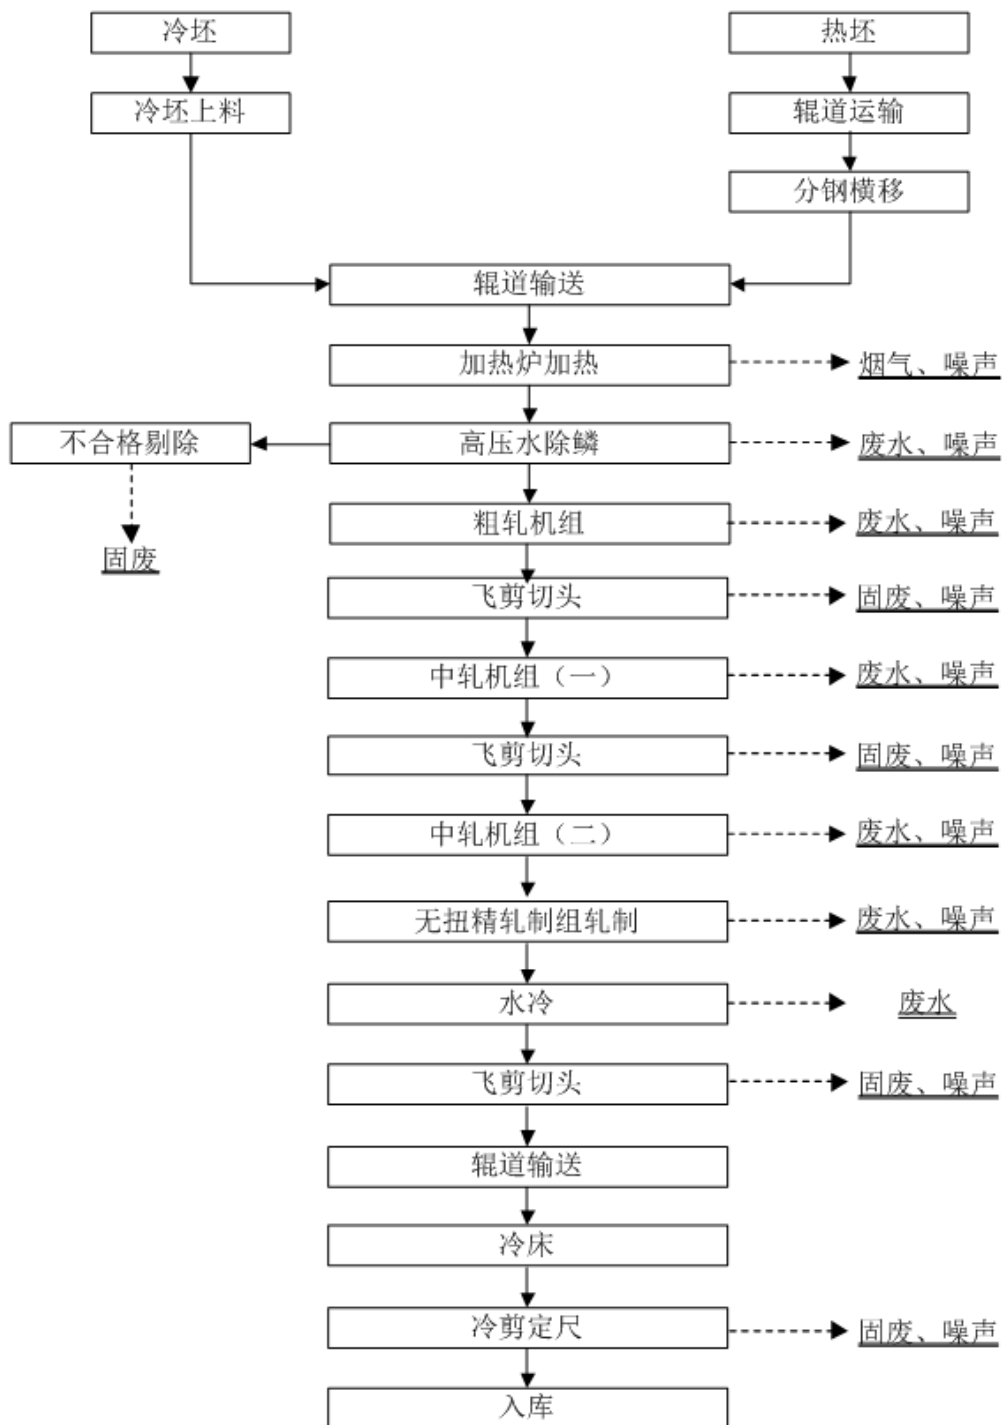 冷坯
热坯
冷坯上料
辊道运输
分钢横移
辊道输送
加热炉加热
烟气、噪声
不合格剔除
高压水除鳞
废水、噪声
粗轧机组
废水、噪声
固废
飞剪切头
固废、噪声
中轧机组（一）
废水、噪声
飞剪切头
固废、噪声
中轧机组（二）
废水、噪声
无扭精轧制组轧制
废水、噪声
水冷
废水
飞剪切头
固废、噪声
辊道输送
冷床
冷剪定尺
固废、噪声
入库